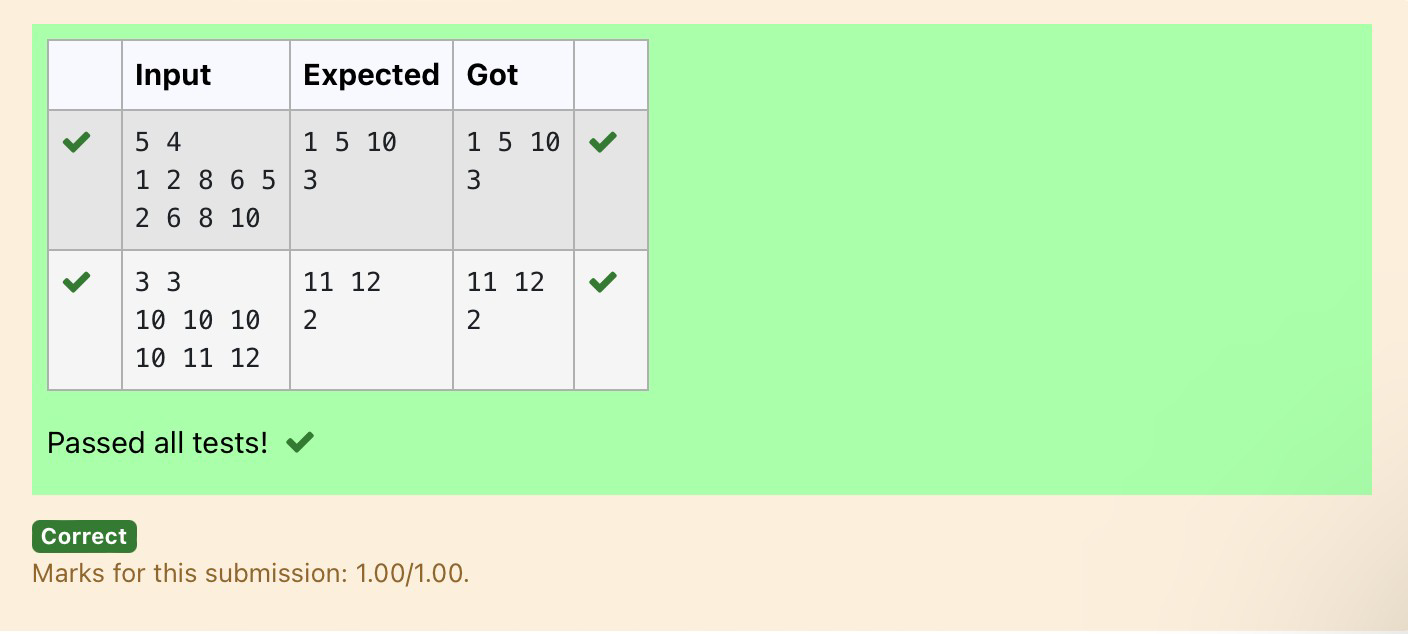 Input Expected Got
5 4 1 5 10 1 5 10
1 2 8 6 5 3 3
2 6 8 10
3 3 11 12 11 12
10 10 10 2 2
10 11 12
Passed all tests!
Correct
Marks for this submission: 1.00/1.00.